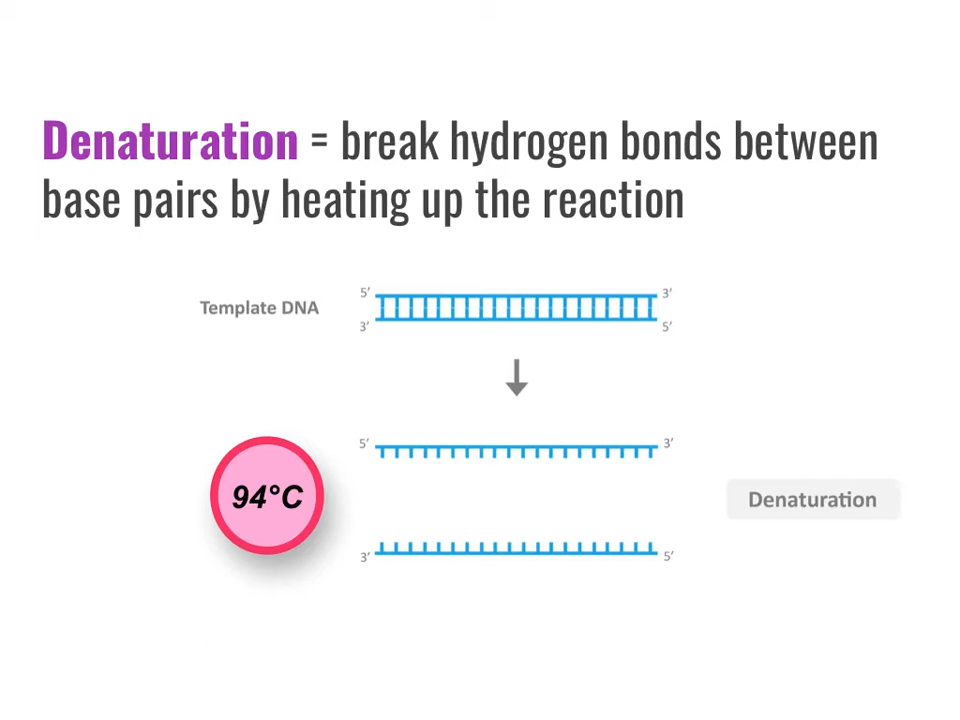 Denaturation = break hydrogen bonds between
base pairs by heating up the reaction
Template DNA
5’
3’
3’
5’
5’
3’
94°C
Denaturation
3’
5’